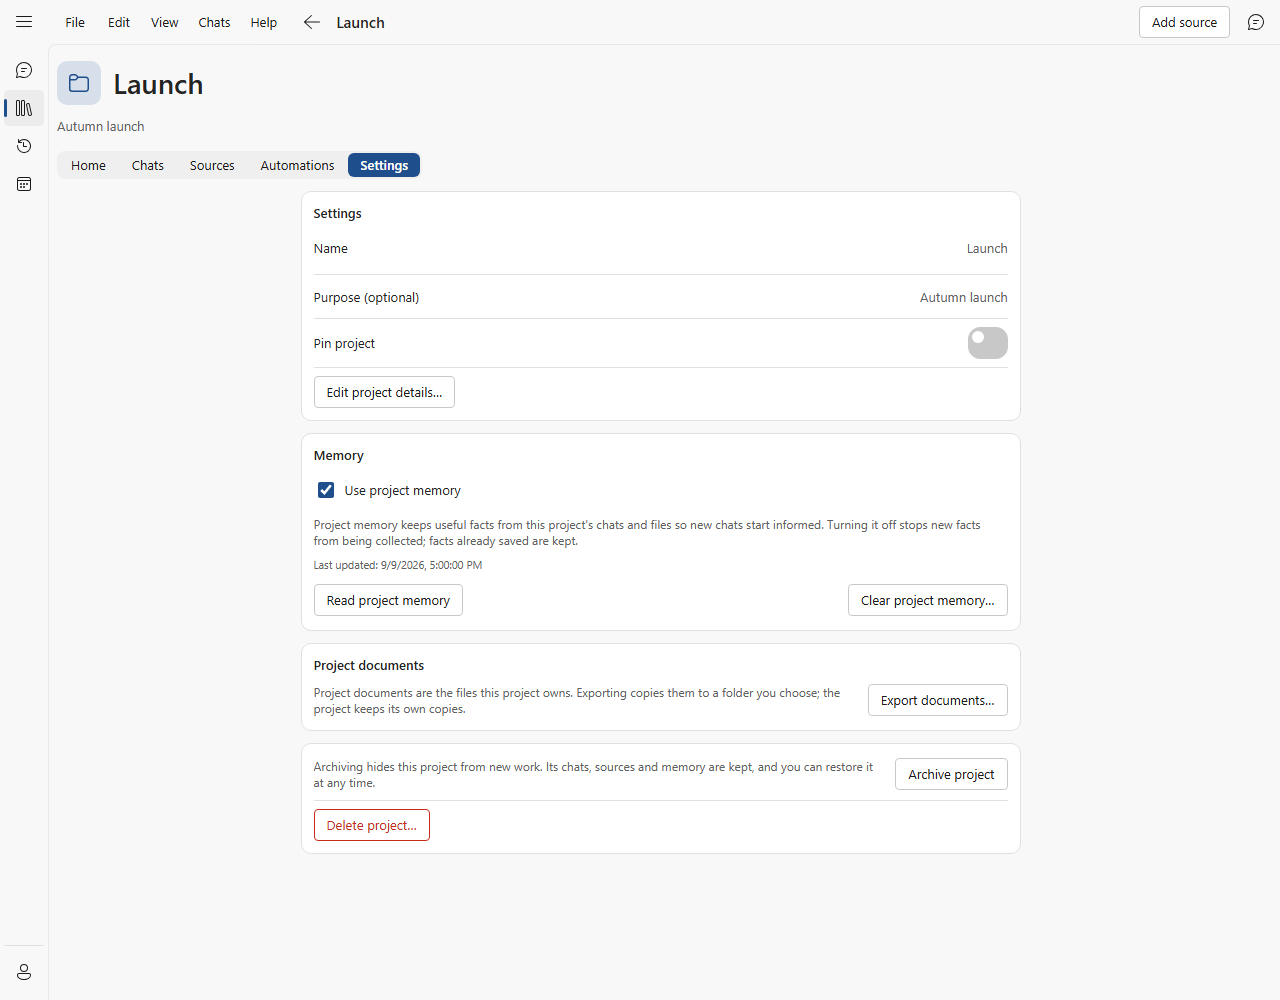 File Edit View Chats Help Launch Add source
Launch
Autumn launch
Home Chats Sources Automations Settings
Settings
Name Launch
Purpose (optional) Autumn launch
Pin project
Edit project details...
Memory
Use project memory
Project memory keeps useful facts from this project's chats and files so new chats start informed. Turning it off stops new facts
from being collected; facts already saved are kept.
Last updated: 9/9/2026, 5:00:00 PM
Read project memory Clear project memory...
Project documents
Project documents are the files this project owns. Exporting copies them to a folder you choose; the
project keeps its own copies.
Export documents...
Archiving hides this project from new work. Its chats, sources and memory are kept, and you can restore it
at any time.
Archive project
Delete project...